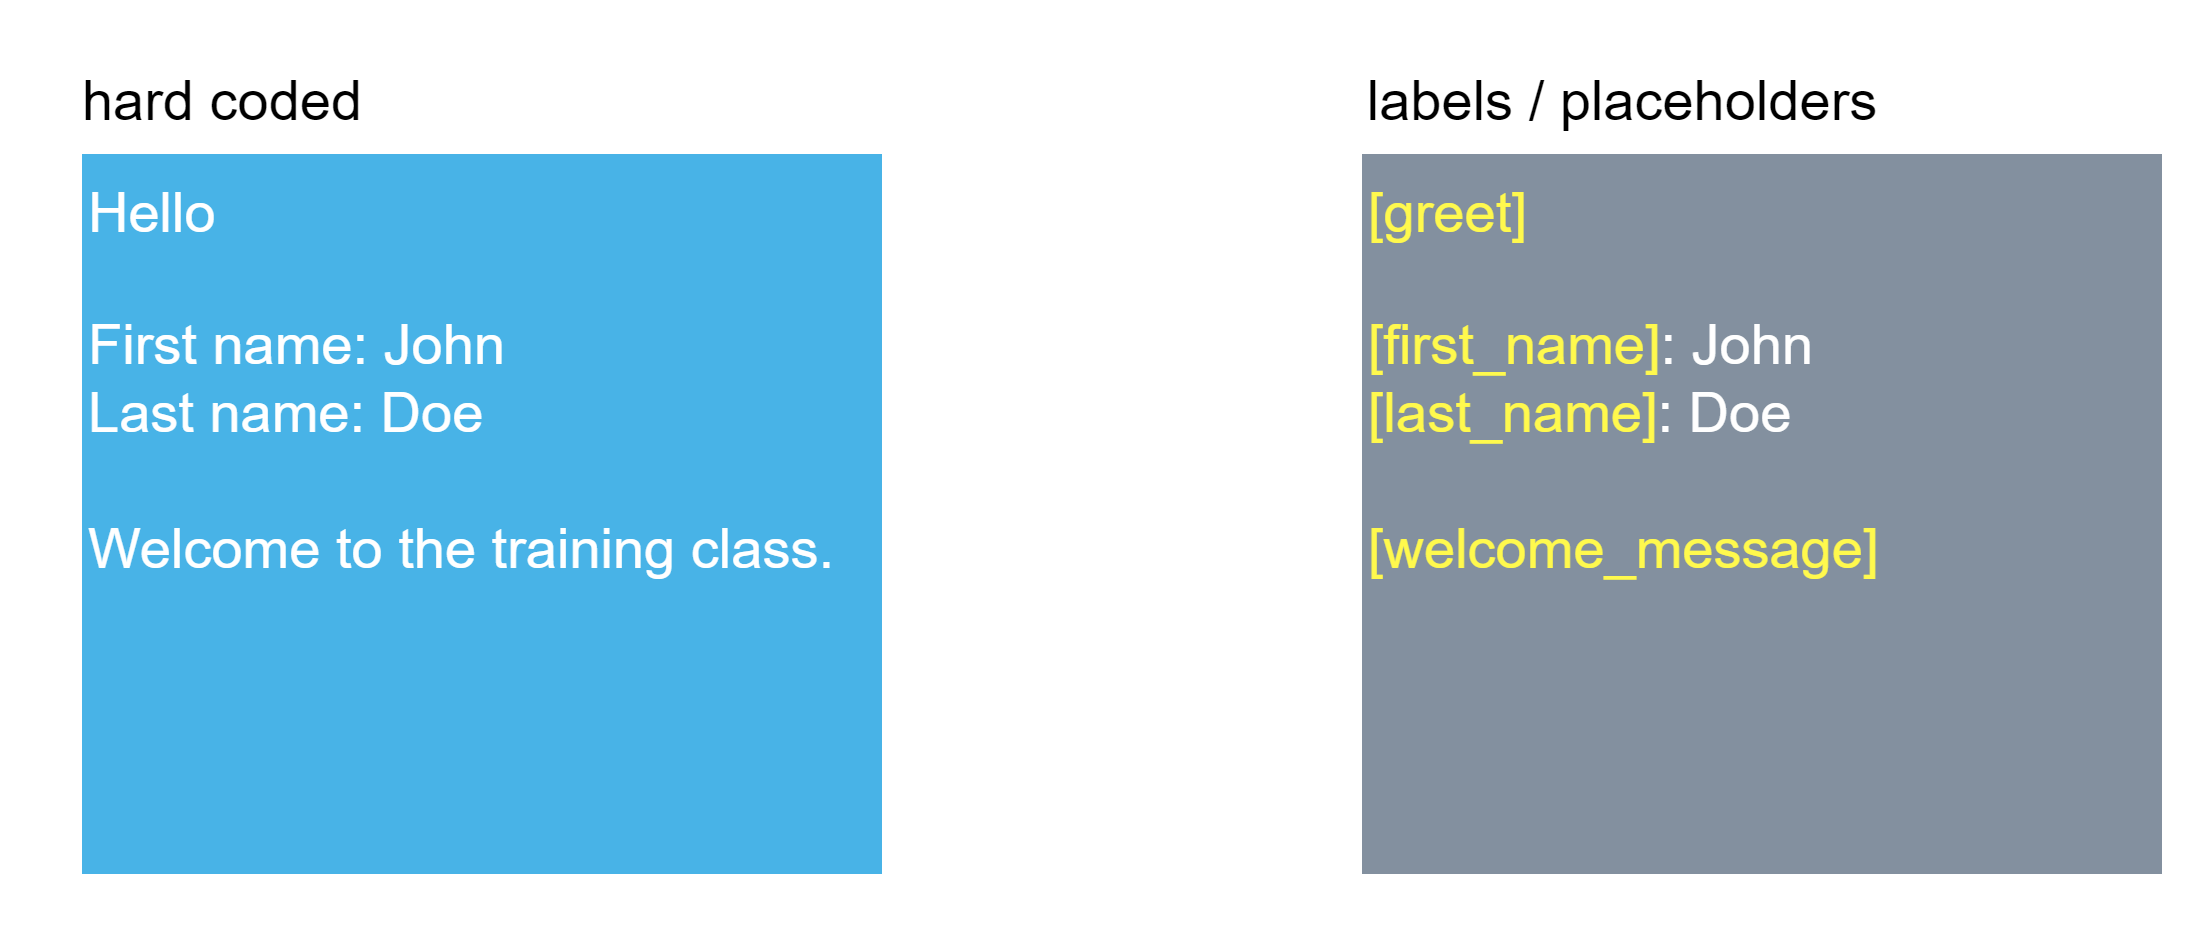 hard coded
Hello
First name: John
Last name: Doe
Welcome to the training class.
labels / placeholders
[greet]
[first_name]: John
[last_name]: Doe
[welcome_message]